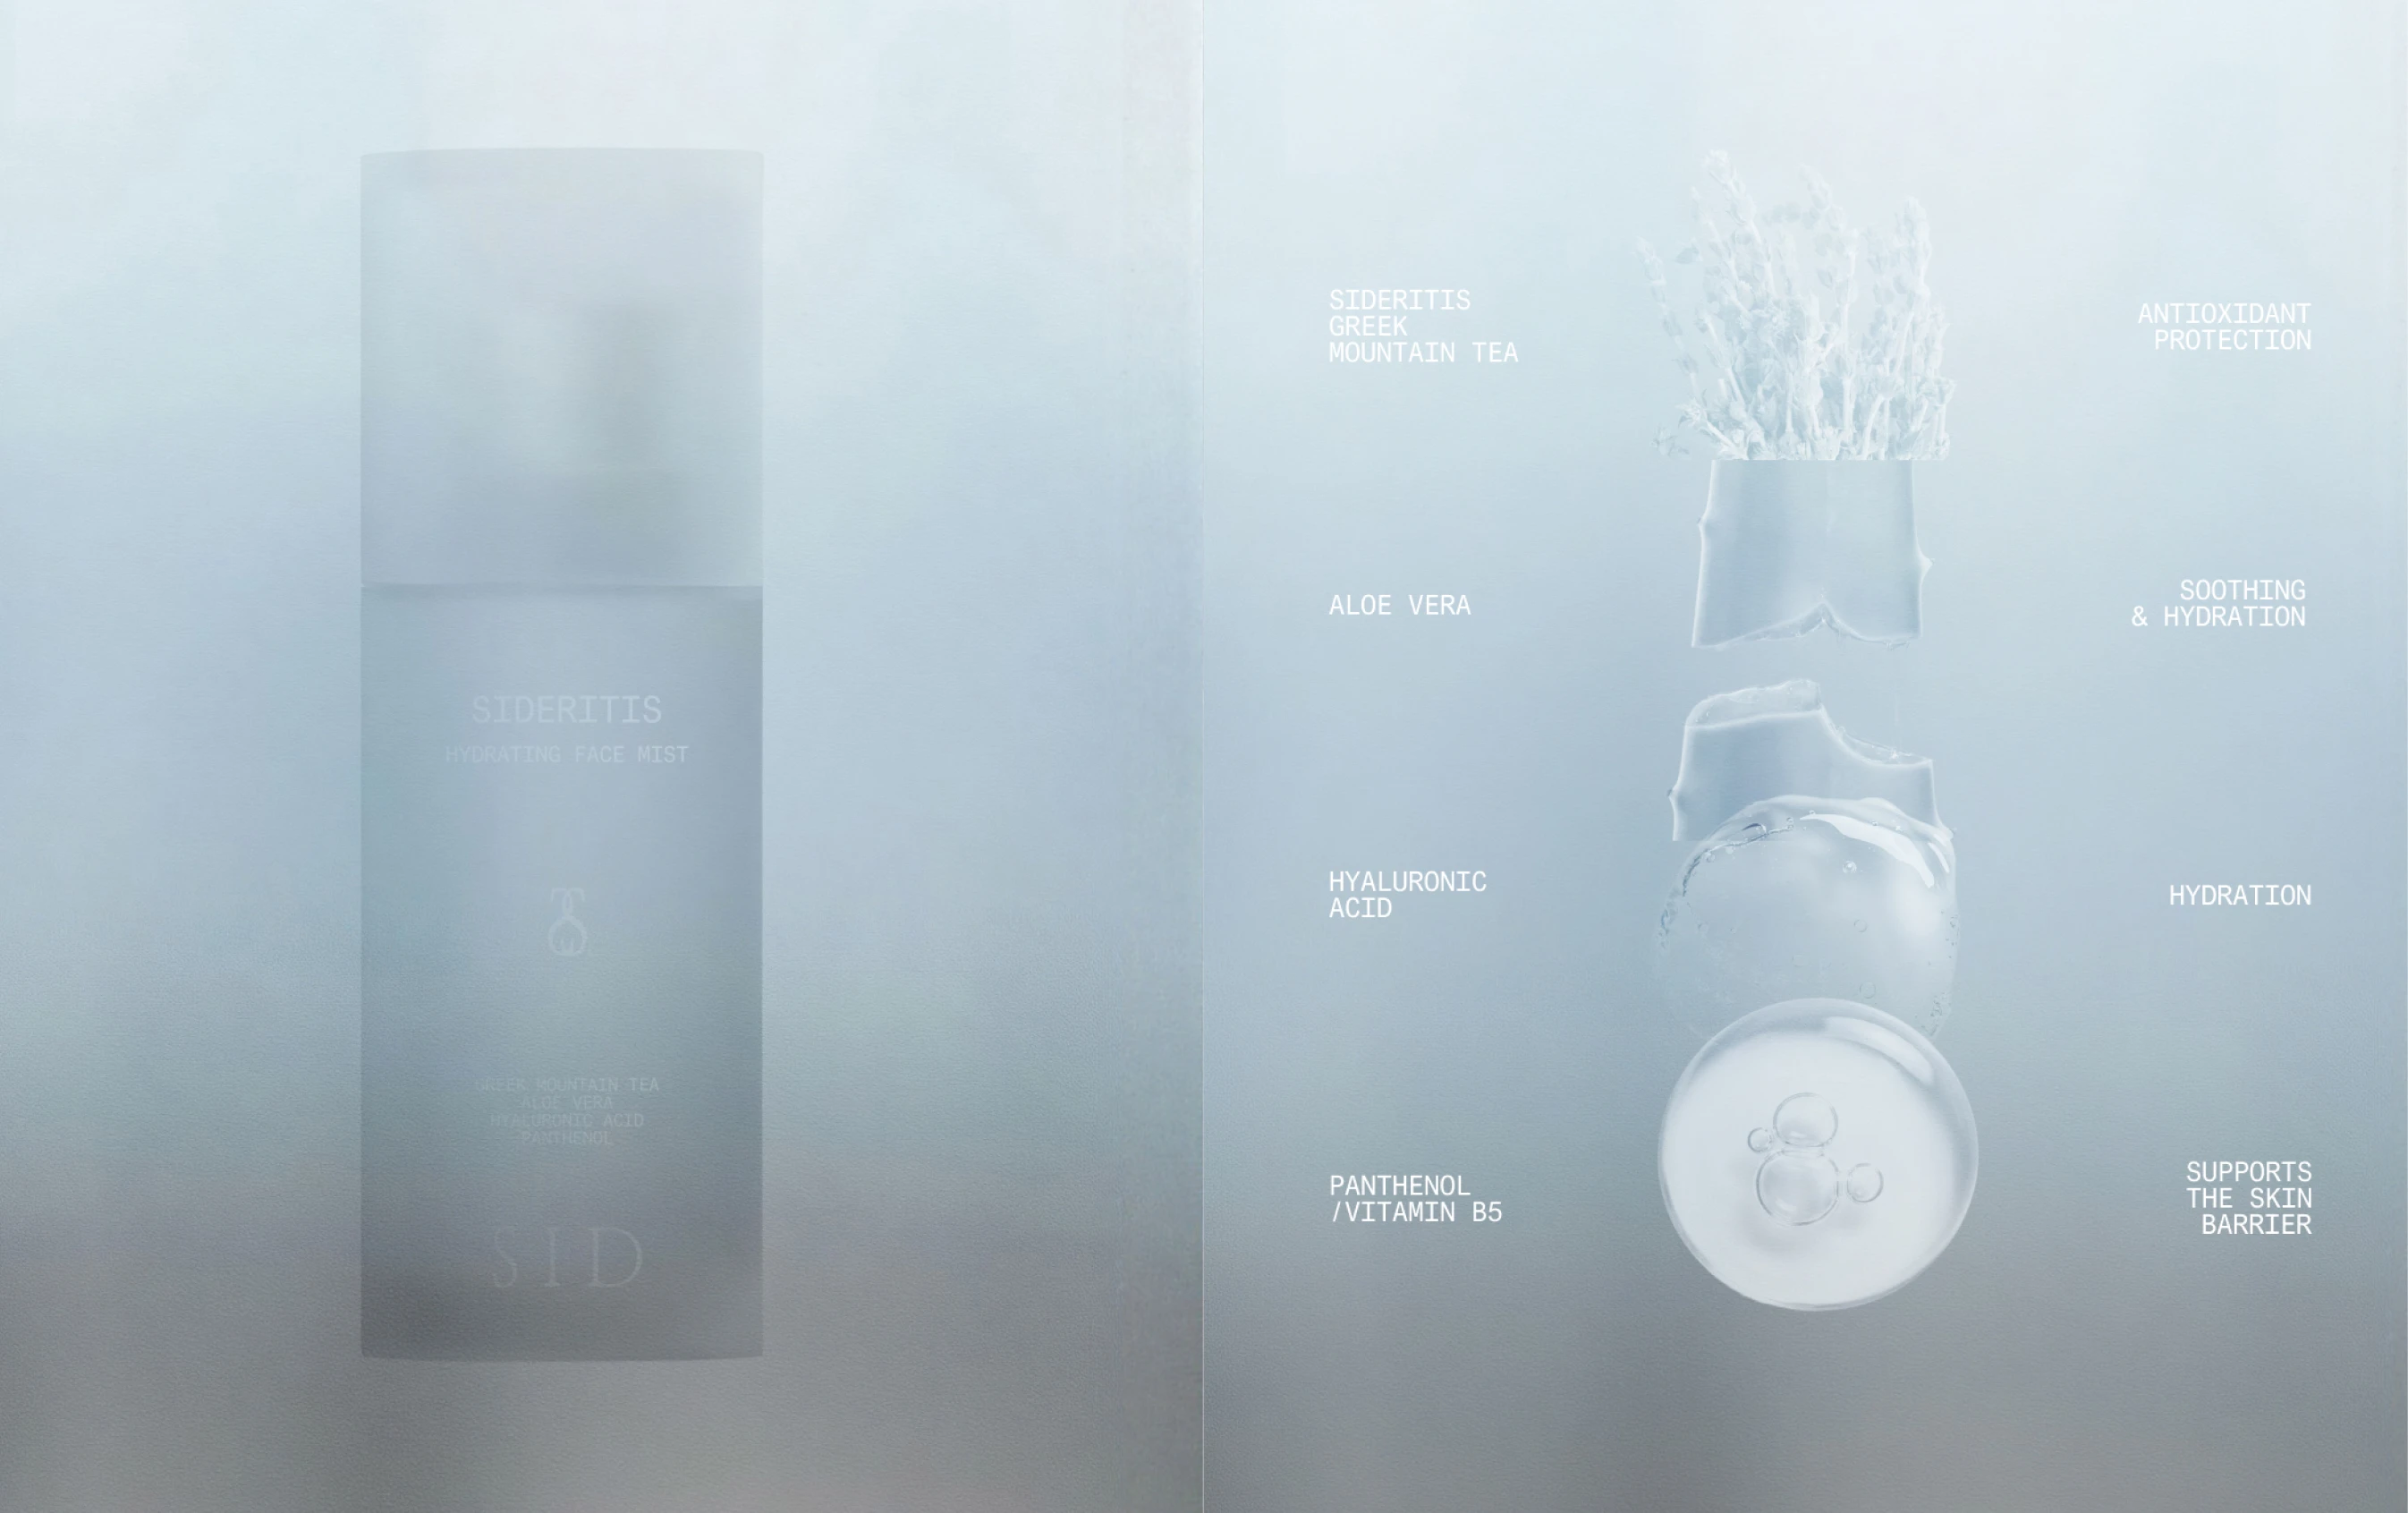 SIDERITIS
HYDRATING FACE MIST
GREEK MOUNTAIN TEA
ALOE VERA
HYALURONIC ACID
PANTHENOL
SID
SIDERITIS
GREEK
MOUNTAIN TEA
ANTIOXIDANT
PROTECTION
ALOE VERA
SOOTHING
& HYDRATION
HYALURONIC
ACID
HYDRATION
PANTHENOL
/VITAMIN B5
SUPPORTS
THE SKIN
BARRIER